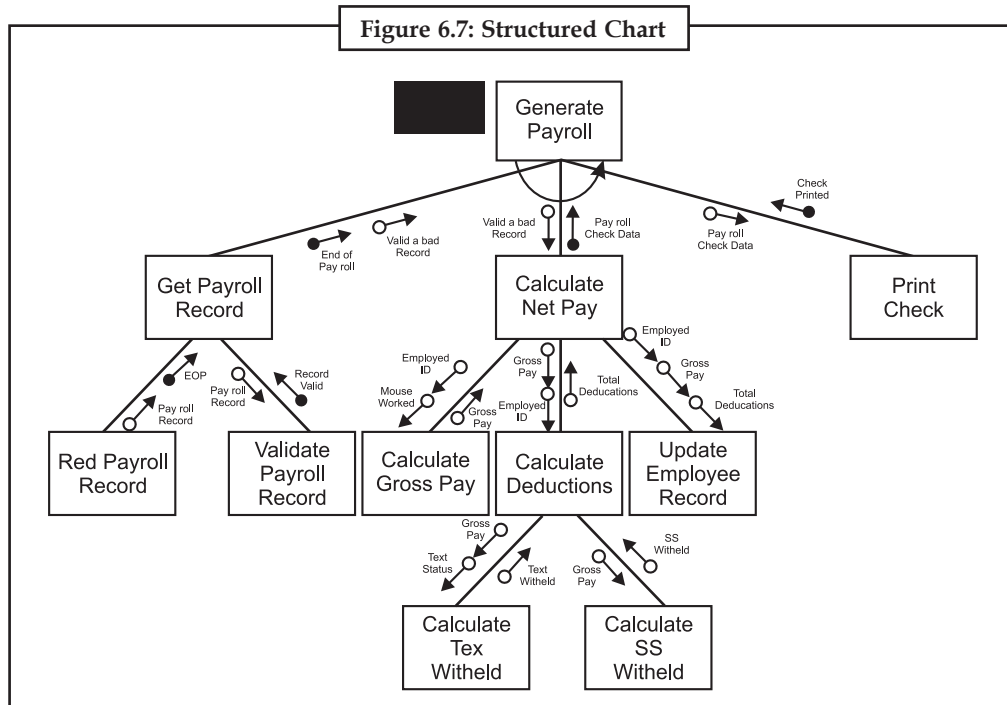 Figure 6.7: Structured Chart
Generate
Payroll
Check
Printed
Valid a bad
Record
Pay roll
Check Data
Pay roll
Check Data
Valid a bad
Record
End of
Pay roll
Get Payroll
Record
Calculate
Net Pay
Print
Check
EOP
Pay roll
Record
Pay roll
Record
Record
Valid
Employed
ID
Mouse
Worked
Gross
Pay
Gross
Pay
Employed
ID
Total
Deducations
Employed
ID
Gross
Pay
Total
Deducations
Red Payroll
Record
Validate
Payroll
Record
Calculate
Gross Pay
Calculate
Deductions
Update
Employee
Record
Gross
Pay
Text
Status
Text
Witheld
Gross
Pay
SS
Witheld
Calculate
Tex
Witheld
Calculate
SS
Witheld